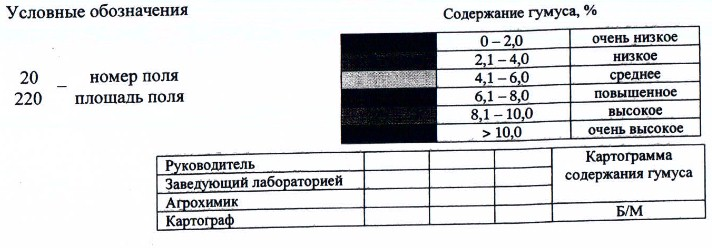 Условные обозначения
Содержание гумуса, %
0 – 2,0 очень низкое
2,1 – 4,0 низкое
20 – номер поля
4,1 – 6,0 среднее
220 площадь поля
6,1 – 8,0 повышенное
8,1 – 10,0 высокое
> 10,0 очень высокое
Руководитель
Заведующий лабораторией
Агрохимик
Картограф
Картограмма
содержания гумуса
Б/М